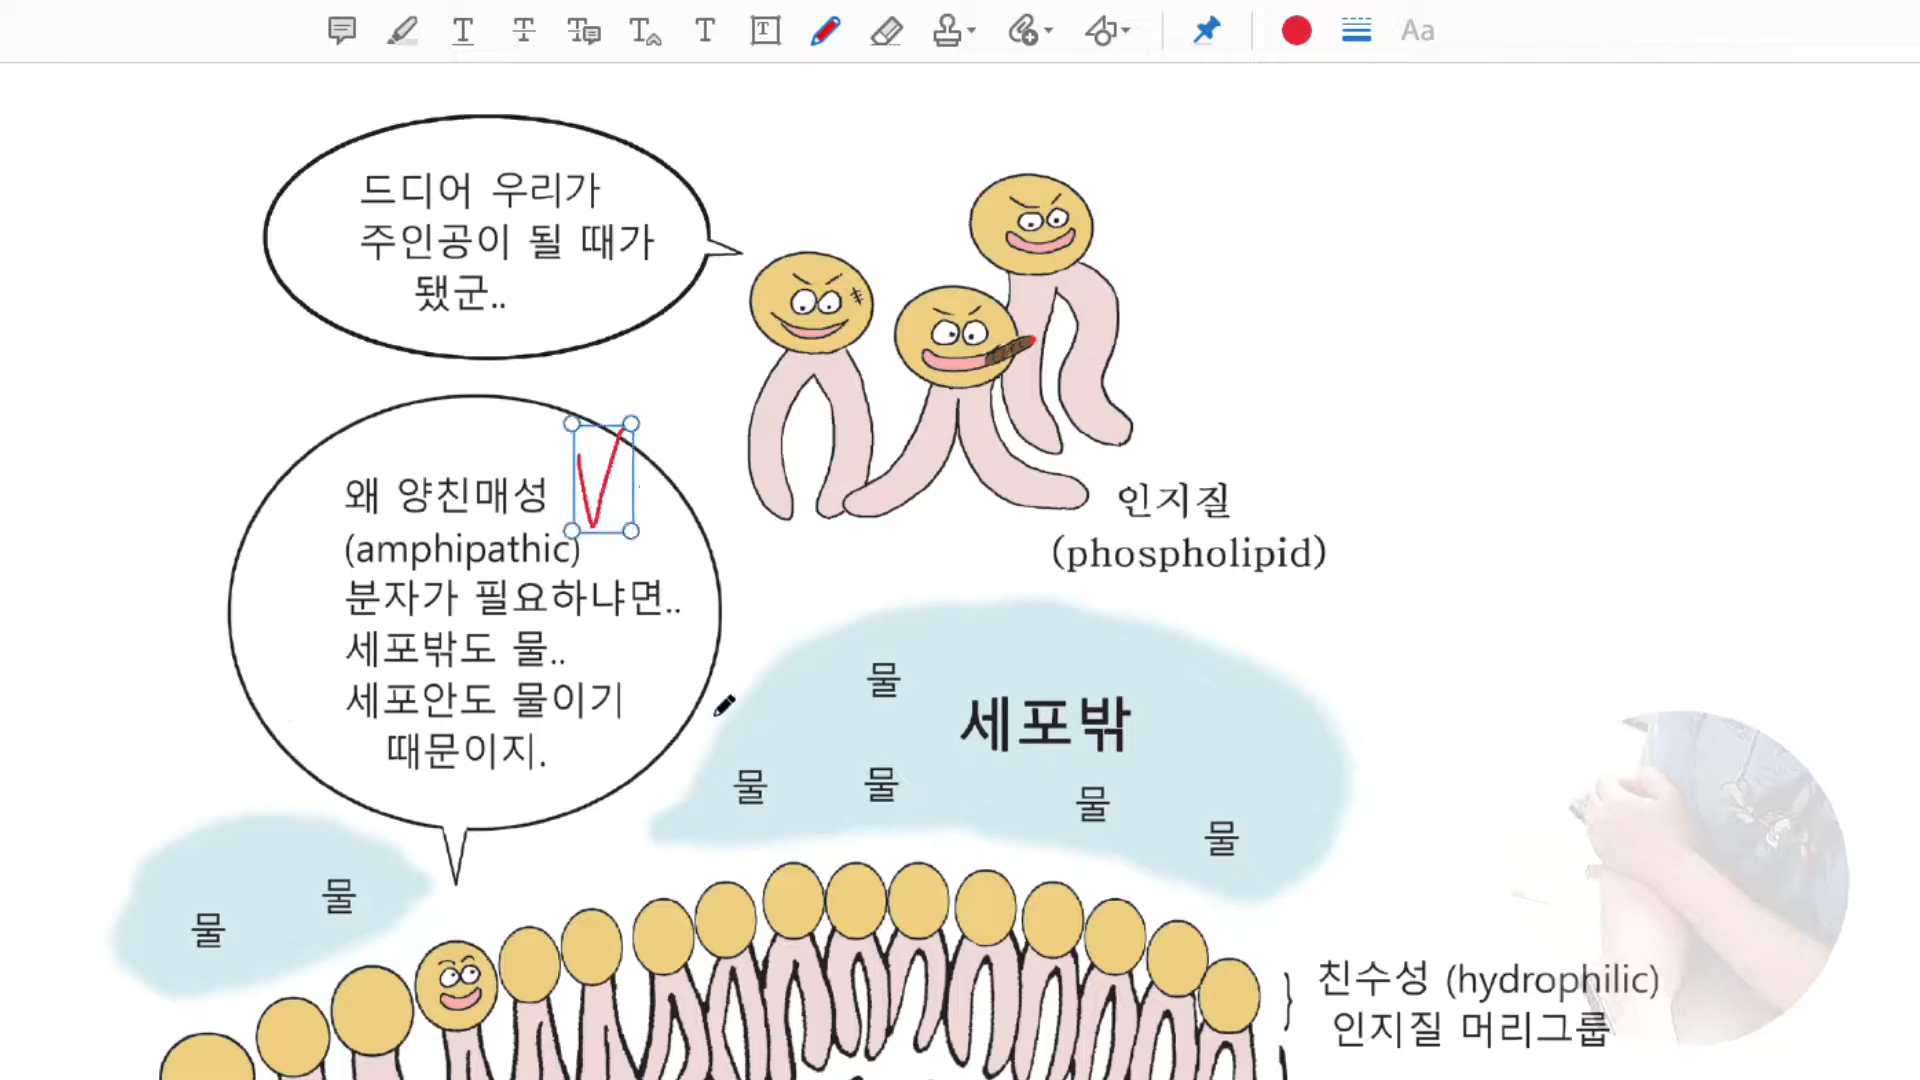 Aa
드디어 우리가
주인공이 될 때가
됐군..
왜 양친매성
(amphipathic)
분자가 필요하냐면..
세포밖도 물..
세포안도 물이기
때문이지.
인지질
(phospholipid)
물
세포밖
물
물
물
물
물
물
친수성 (hydrophilic)
인지질 머리그룹